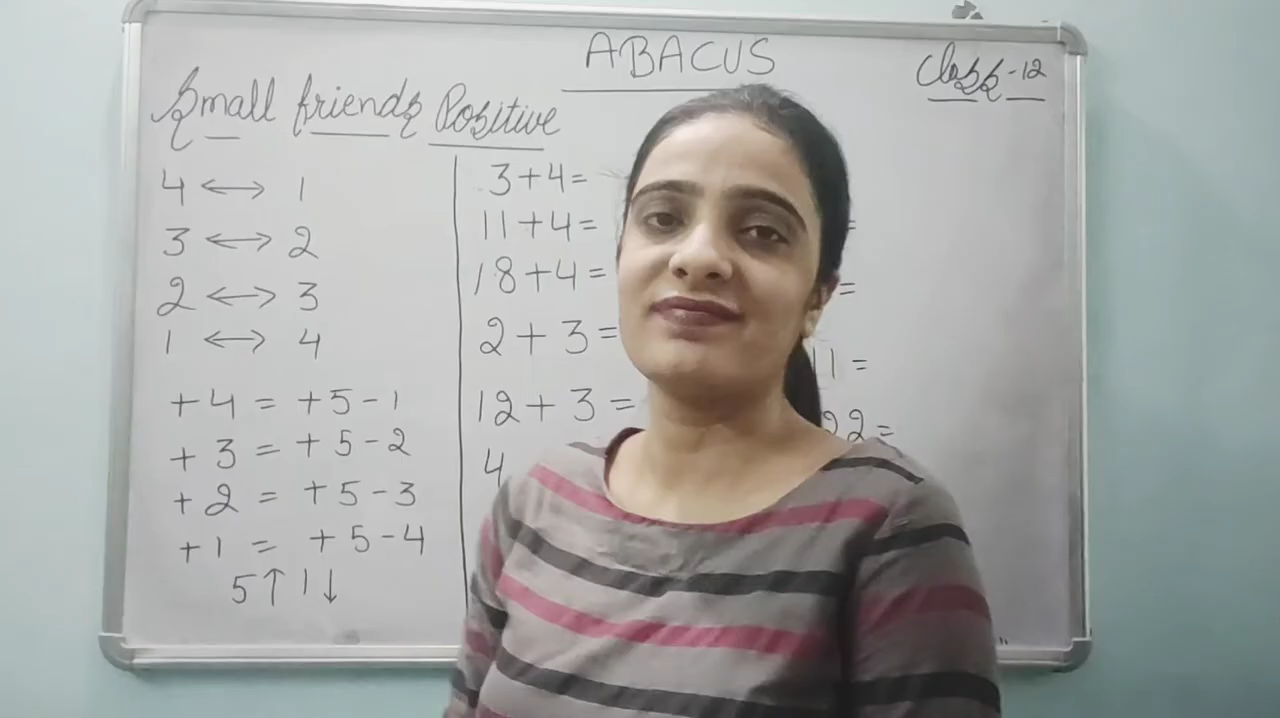 ABACUS
Class-12
Small friends Positive
4 ↔ 1
3 ↔ 2
2 ↔ 3
1 ↔ 4
+4 = +5-1
+3 = +5-2
+2 = +5-3
+1 = +5-4
5↑ 1↓
3+4=
11+4=
18+4=
2+3=
12+3=
4
=
=
11=
22=